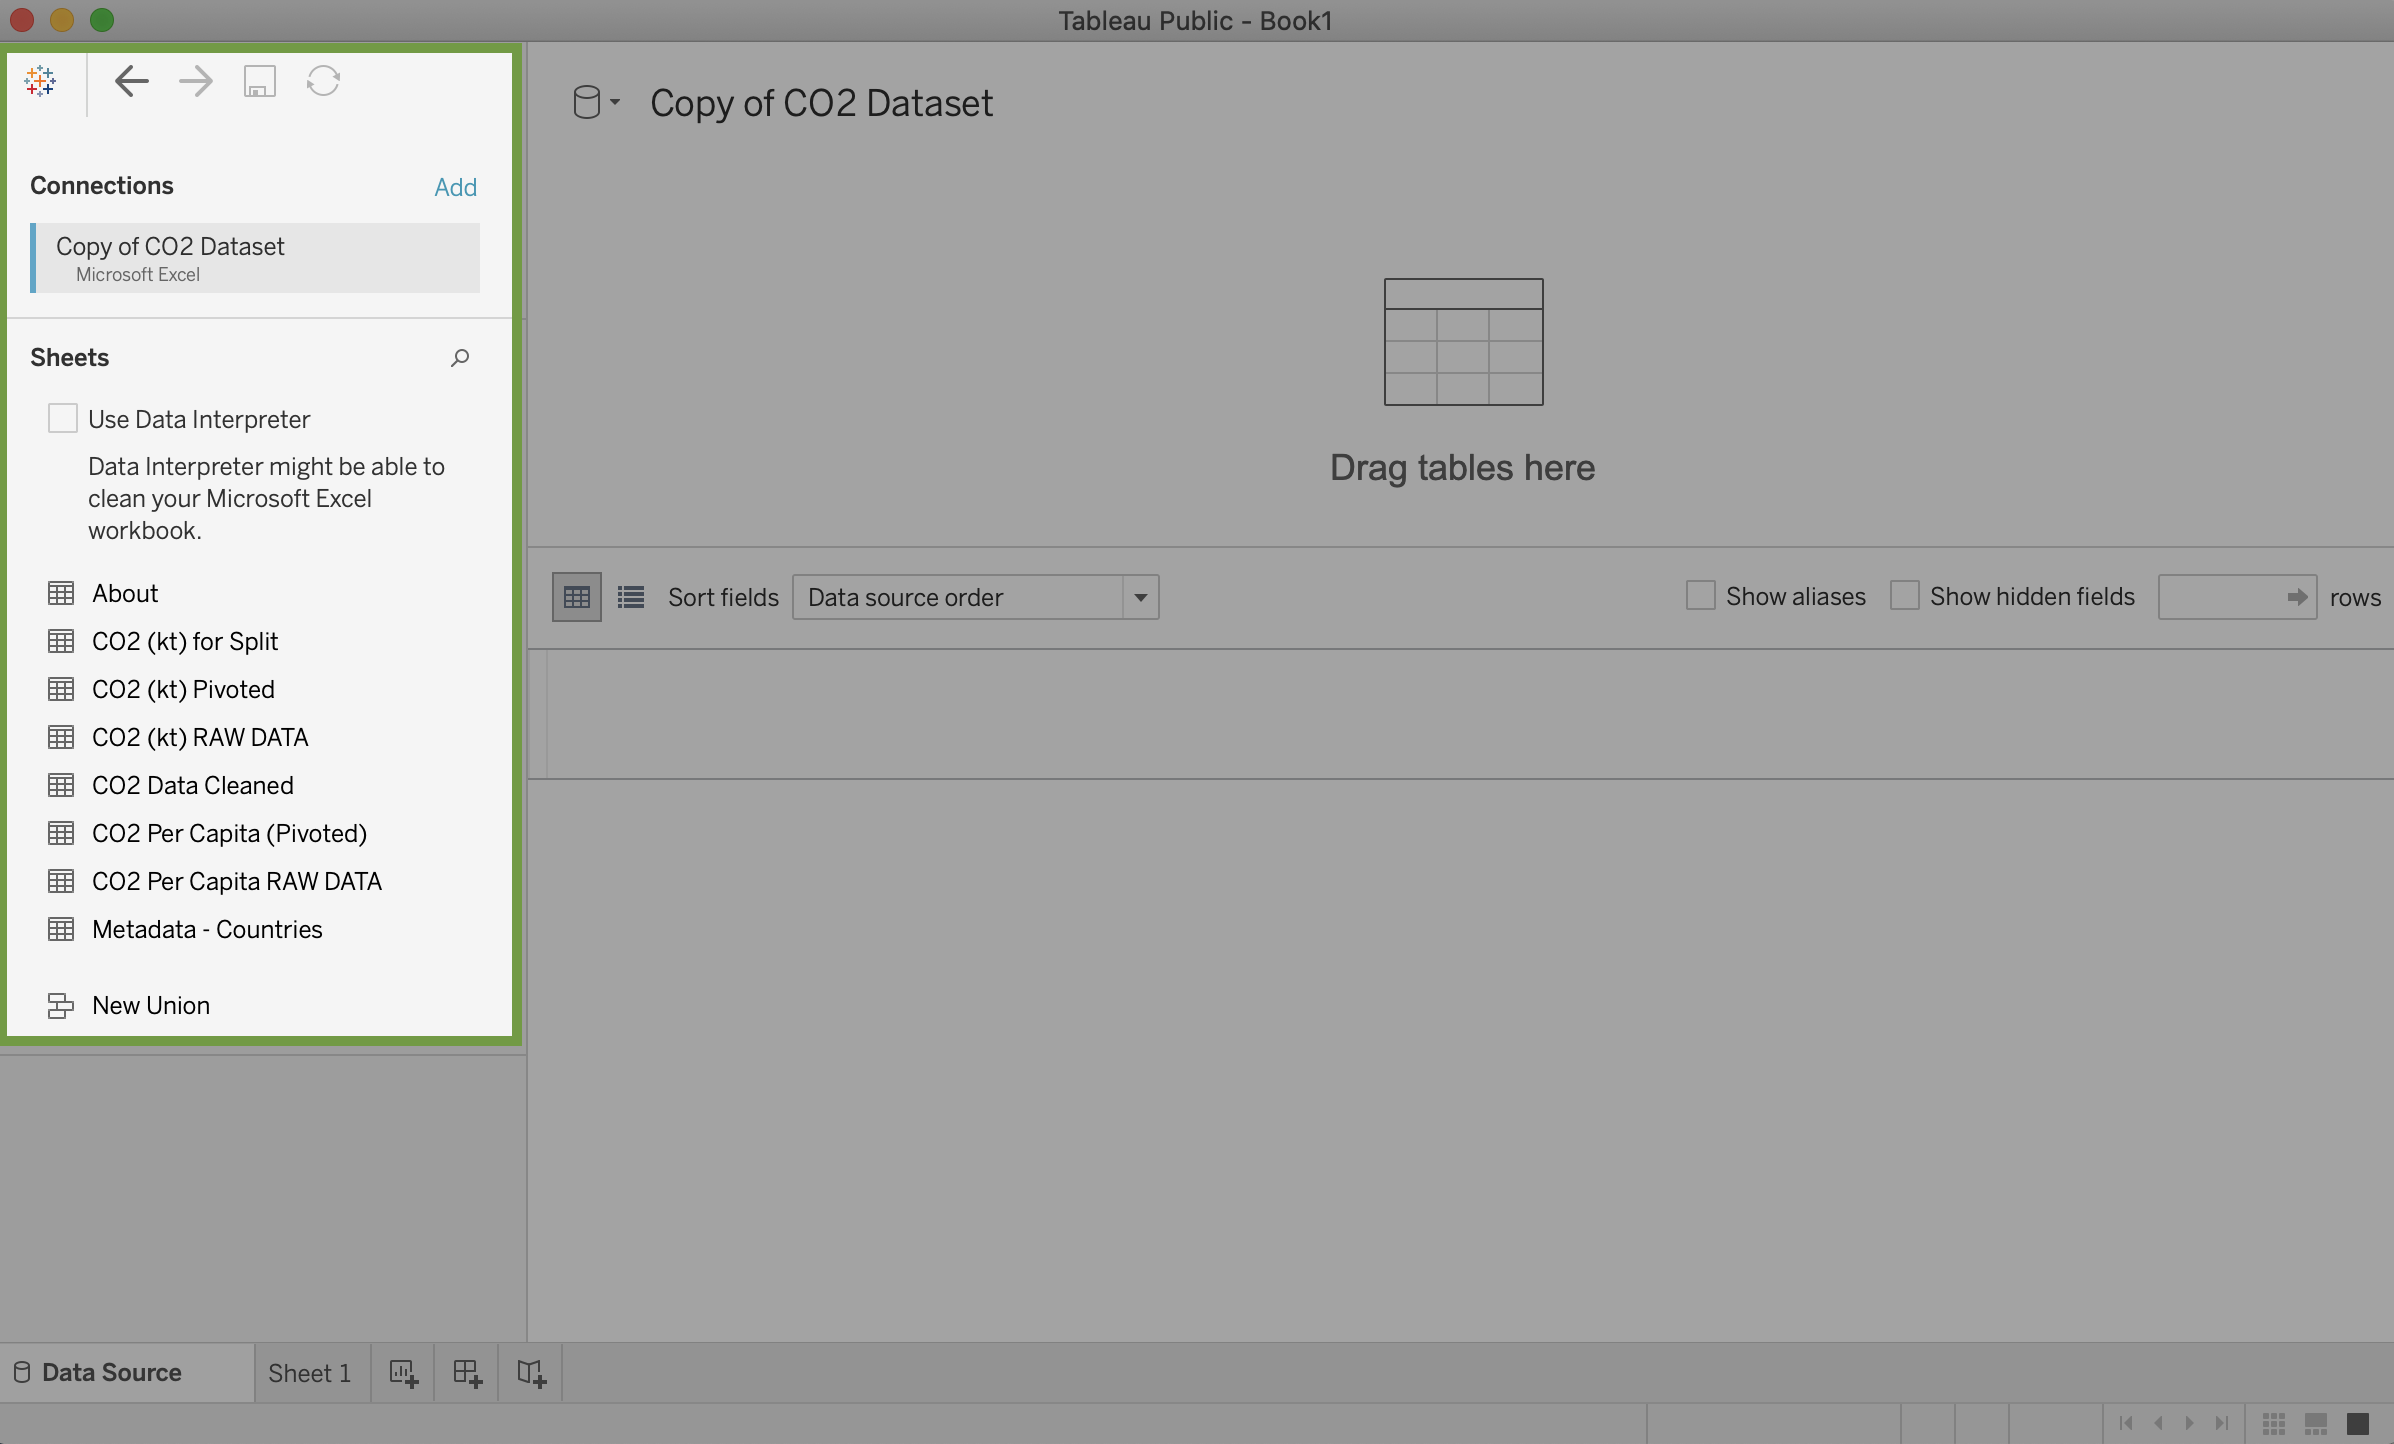 Tableau Public - Book1
Connections
Add
Copy of CO2 Dataset
Microsoft Excel
Sheets
Use Data Interpreter
Data Interpreter might be able to
clean your Microsoft Excel
workbook.
About
CO2 (kt) for Split
CO2 (kt) Pivoted
CO2 (kt) RAW DATA
CO2 Data Cleaned
CO2 Per Capita (Pivoted)
CO2 Per Capita RAW DATA
Metadata - Countries
New Union
Copy of CO2 Dataset
Drag tables here
Sort fields
Data source order
Show aliases
Show hidden fields
rows
Data Source
Sheet 1